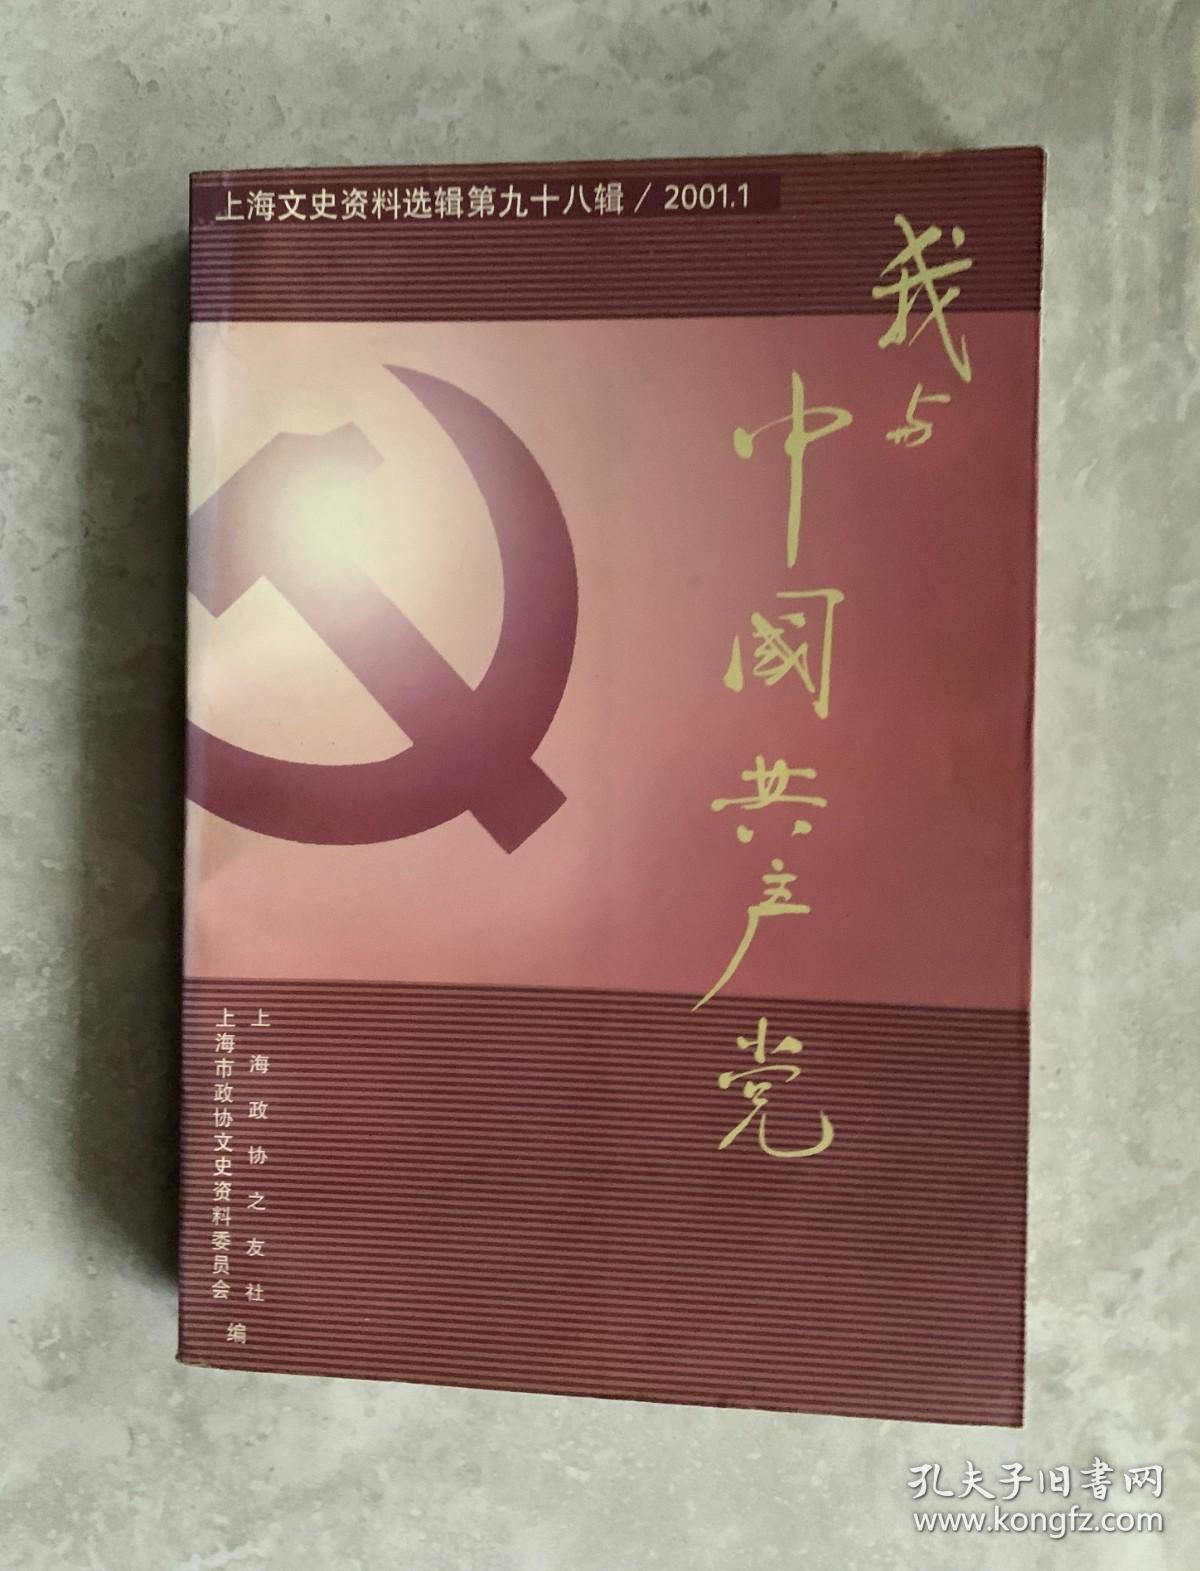 上海文史资料选辑第九十八辑 / 2001.1
我与
中國共产党
上海政协之友社
上海市政协文史资料委员会
编
孔夫子旧書网
www.kongfz.com